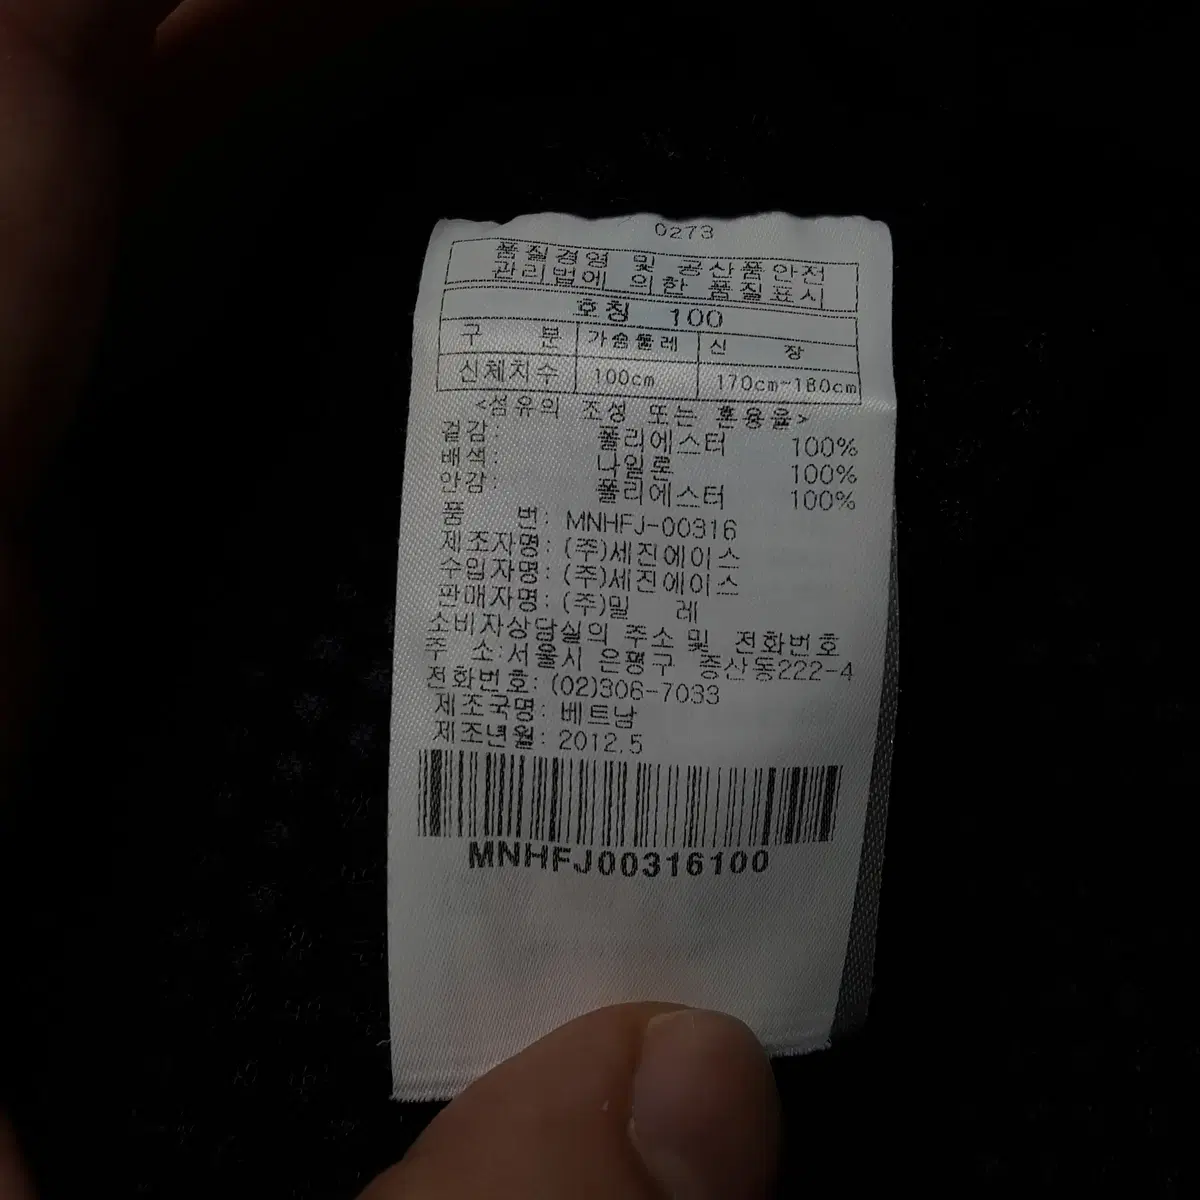 0273
품질경영 및 공산품안전
관리법에 의한 품질표시
호칭 100
구 분 가슴둘레 신 장
신체치수 100cm 170cm~180cm
<섬유의 조성 또는 혼용율>
겉감: 폴리에스터 100%
배색: 나일론 100%
안감: 폴리에스터 100%
품 번: MNHFJ-00316
제조자명: (주)세진에이스
수입자명: (주)세진에이스
판매자명: (주)밀 레
소비자상담실의 주소 및 전화번호
주 소:서울시 은평구 증산동222-4
전화번호: (02)306-7033
제조국명: 베트남
제조년월: 2012.5
MNHFJ00316100